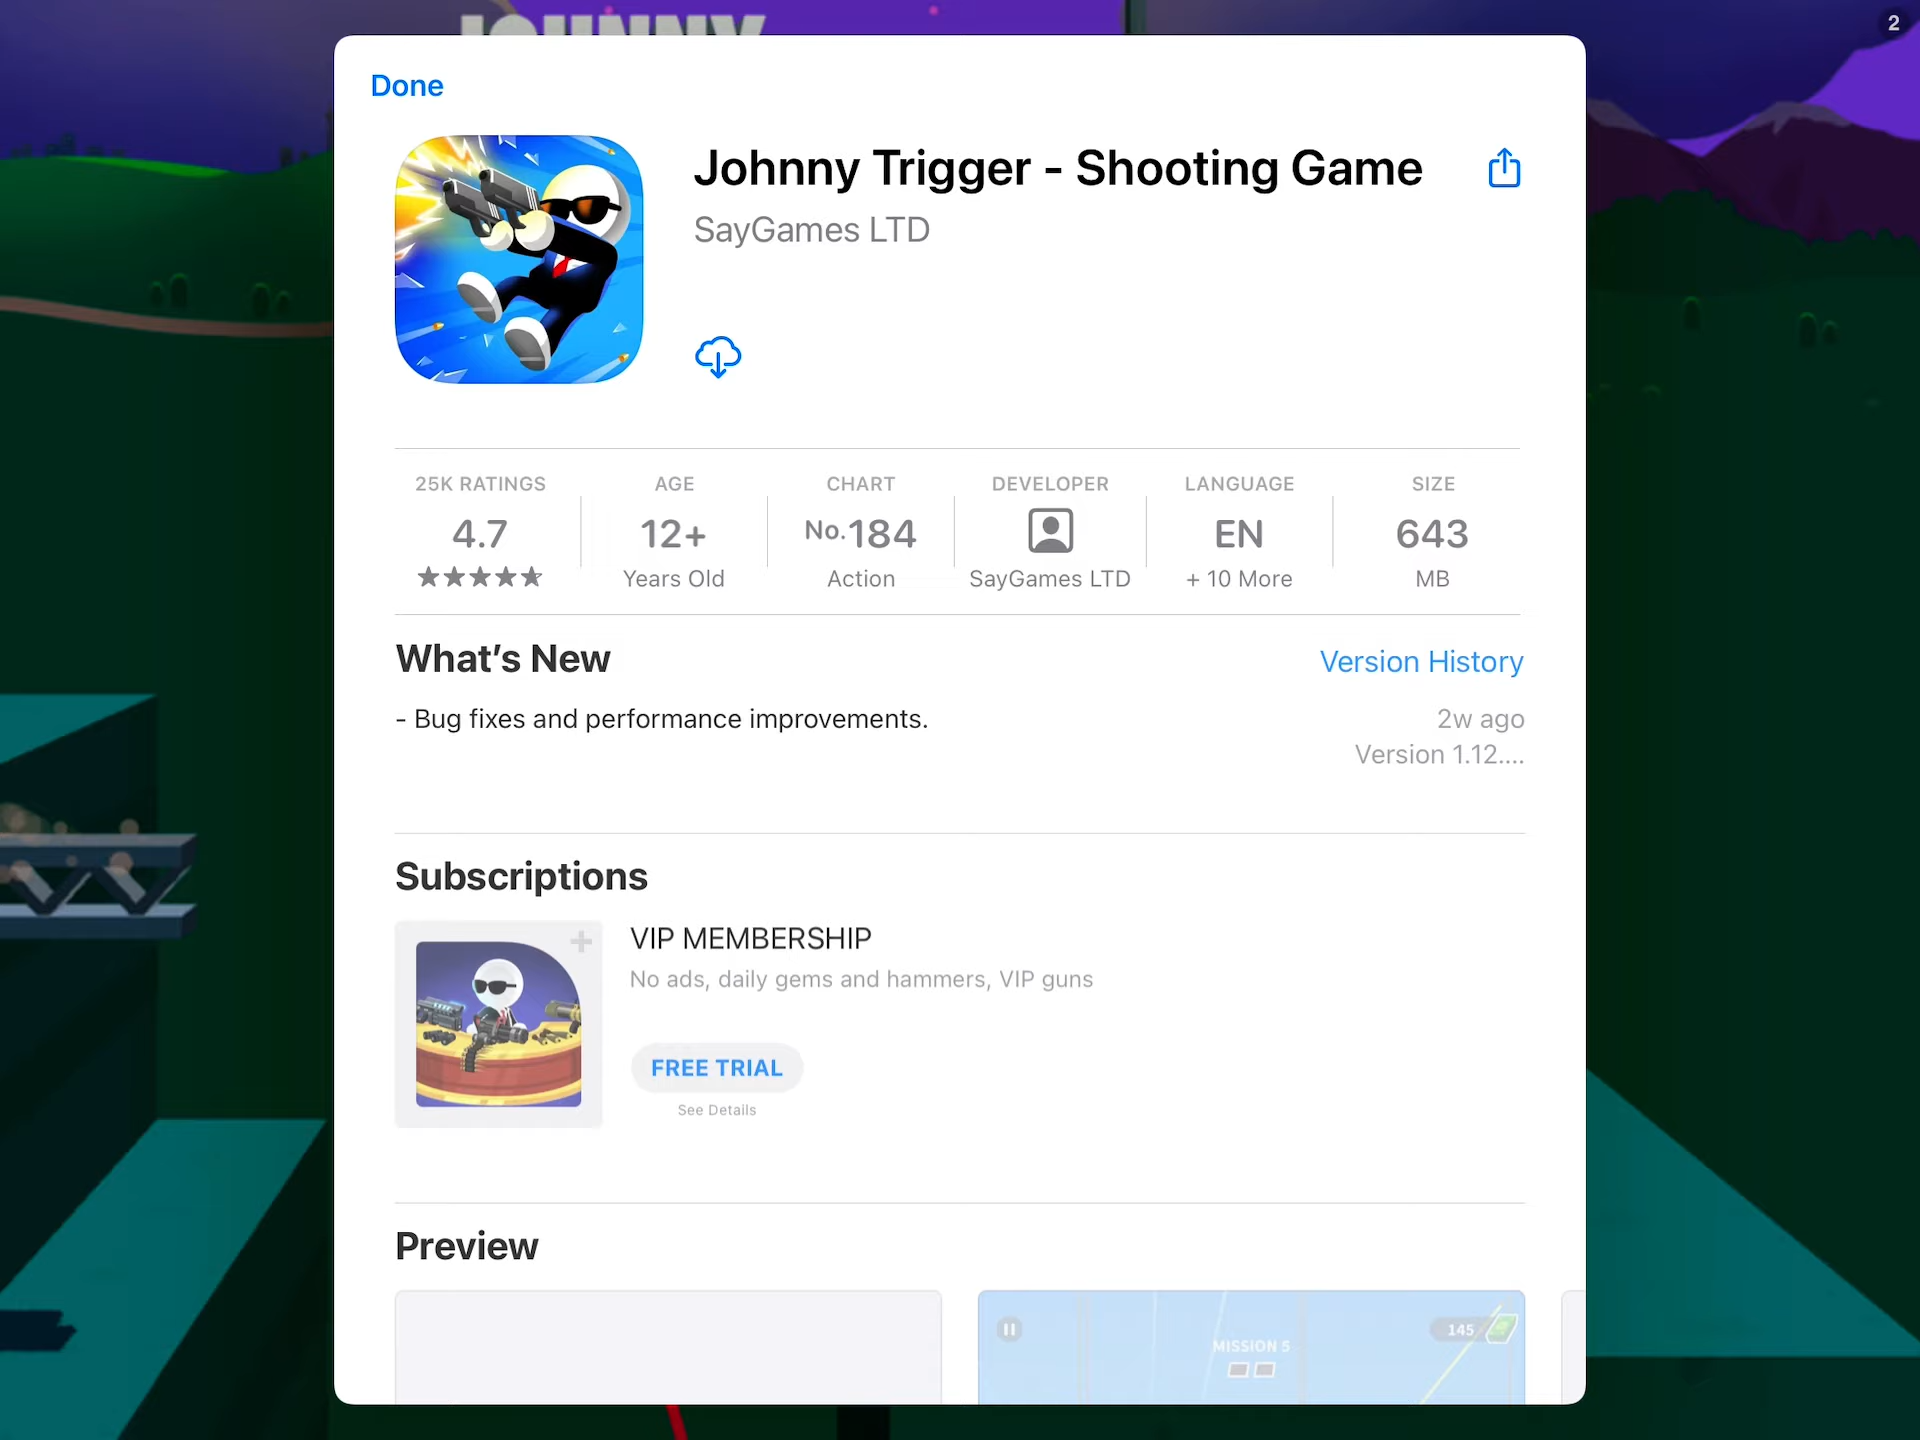 2
JOHNNY
Done
Johnny Trigger - Shooting Game
SayGames LTD
25K RATINGS
4.7
AGE
12+
Years Old
CHART
No.184
Action
DEVELOPER
SayGames LTD
LANGUAGE
EN
+ 10 More
SIZE
643
MB
What’s New
Version History
- Bug fixes and performance improvements.
2w ago
Version 1.12....
Subscriptions
VIP MEMBERSHIP
No ads, daily gems and hammers, VIP guns
FREE TRIAL
See Details
Preview
MISSION 5
145